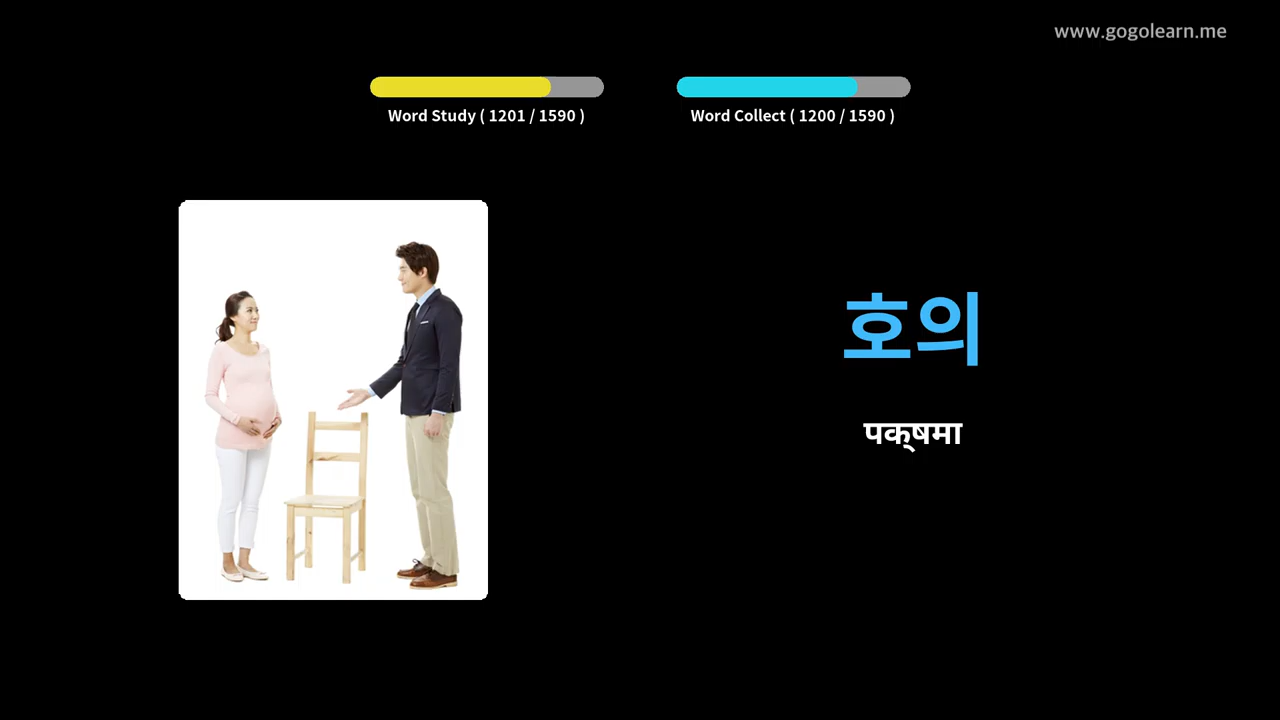 www.gogolearn.me
Word Study ( 1201 / 1590 )
Word Collect ( 1200 / 1590 )
호의
पक्षमा